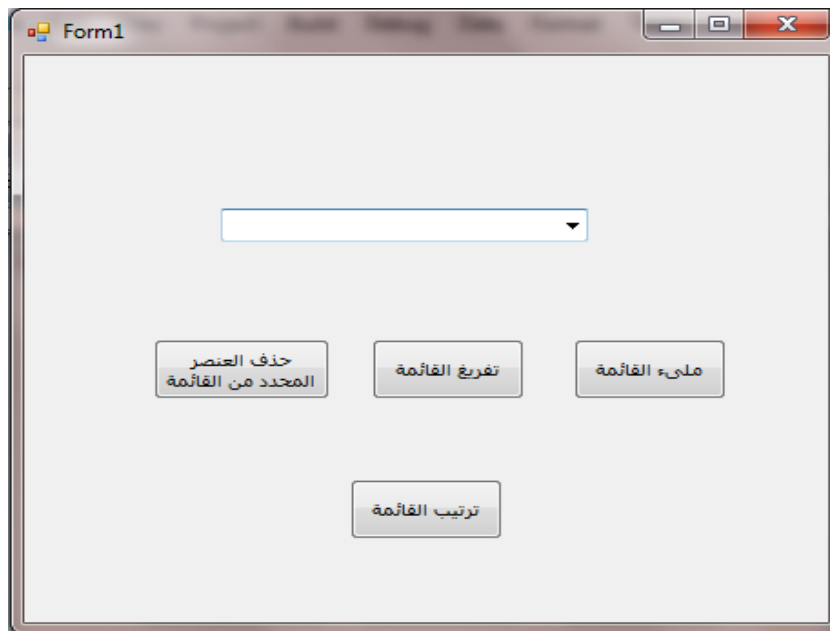 Form1
ملىء القائمة
تفريغ القائمة
حذف العنصر
المحدد من القائمة
ترتيب القائمة